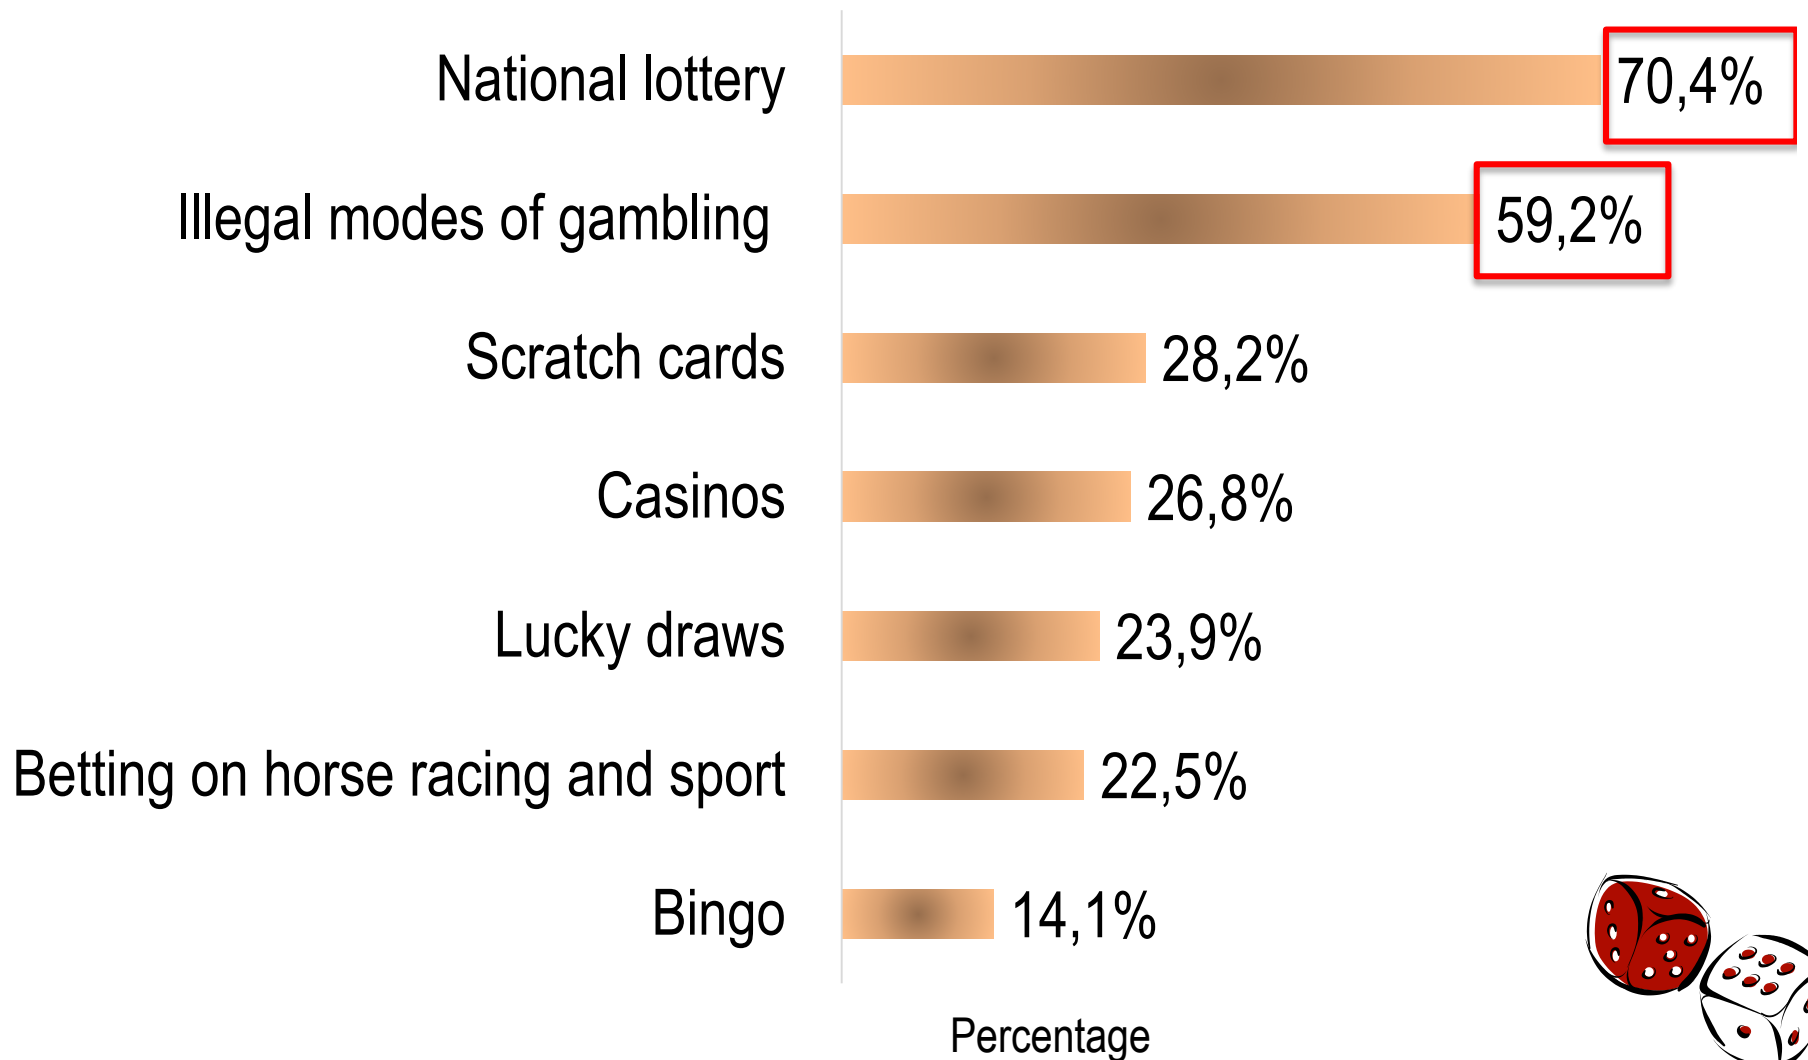 National lottery 70,4%
Illegal modes of gambling 59,2%
Scratch cards 28,2%
Casinos 26,8%
Lucky draws 23,9%
Betting on horse racing and sport 22,5%
Bingo 14,1%
Percentage